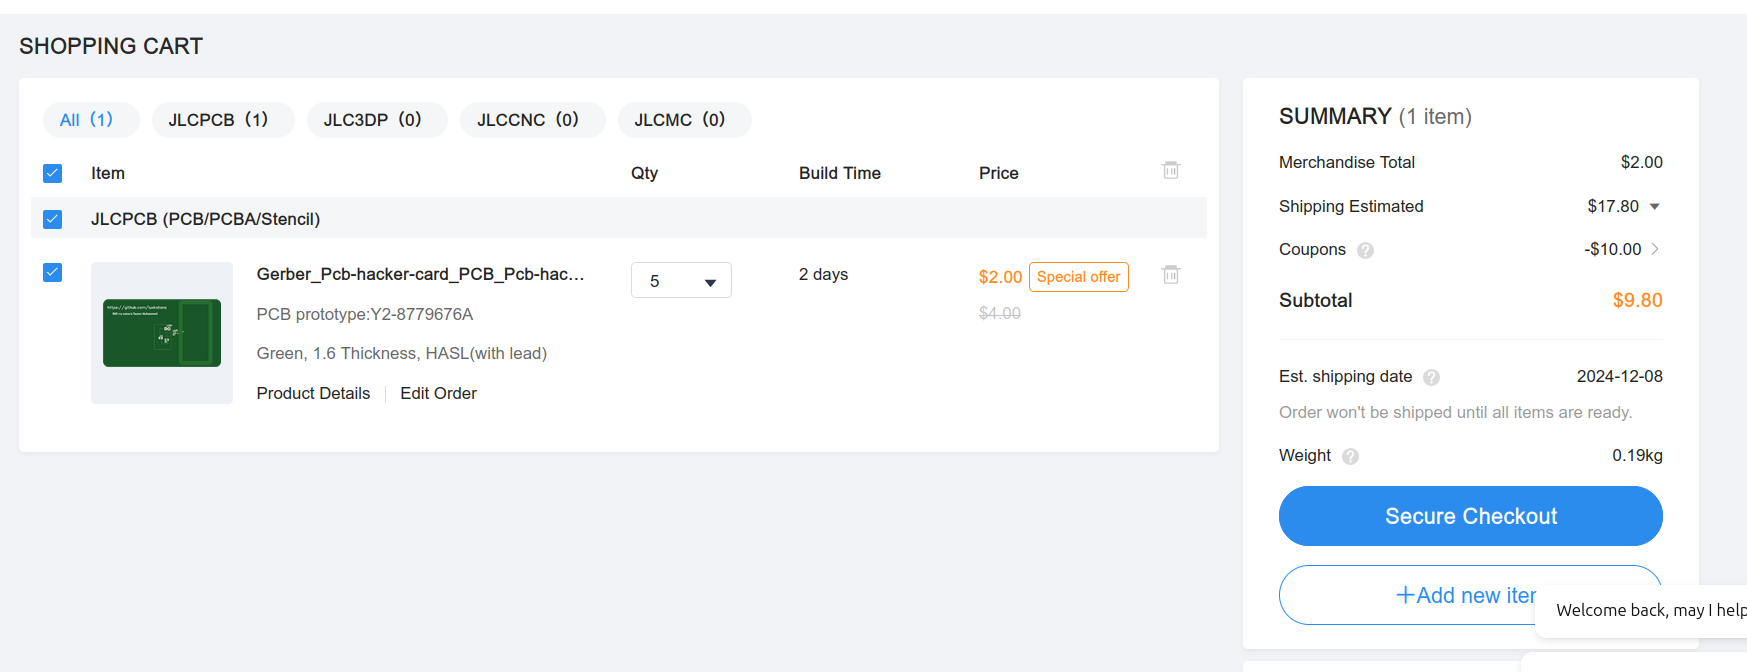 SHOPPING CART
All (1)
JLCPCB (1)
JLC3DP (0)
JLCCNC (0)
JLCMC (0)
Item
Qty
Build Time
Price
JLCPCB (PCB/PCBA/Stencil)
Gerber_Pcb-hacker-card_PCB_Pcb-hac...
PCB prototype:Y2-8779676A
Green, 1.6 Thickness, HASL(with lead)
Product Details
Edit Order
5
2 days
$2.00
Special offer
$4.00
SUMMARY (1 item)
Merchandise Total
$2.00
Shipping Estimated
$17.80
Coupons ?
-$10.00
Subtotal
$9.80
Est. shipping date ?
2024-12-08
Order won't be shipped until all items are ready.
Weight ?
0.19kg
Secure Checkout
+Add new iter
Welcome back, may I help